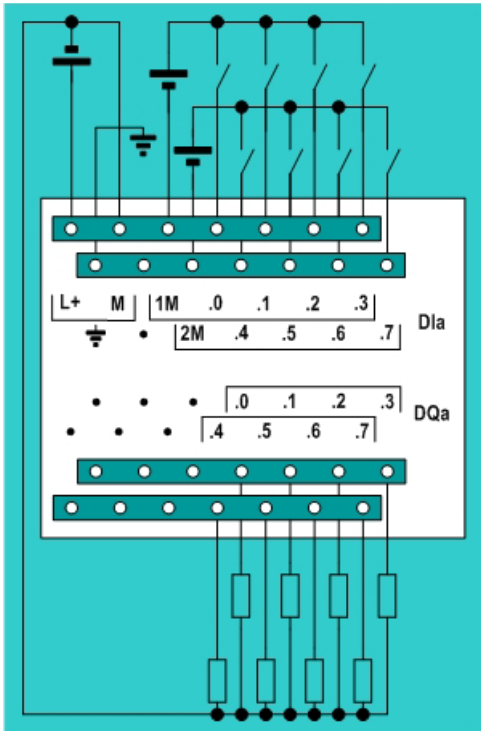 L+ M 1M .0 .1 .2 .3
DIa
2M .4 .5 .6 .7
.0 .1 .2 .3
DQa
.4 .5 .6 .7